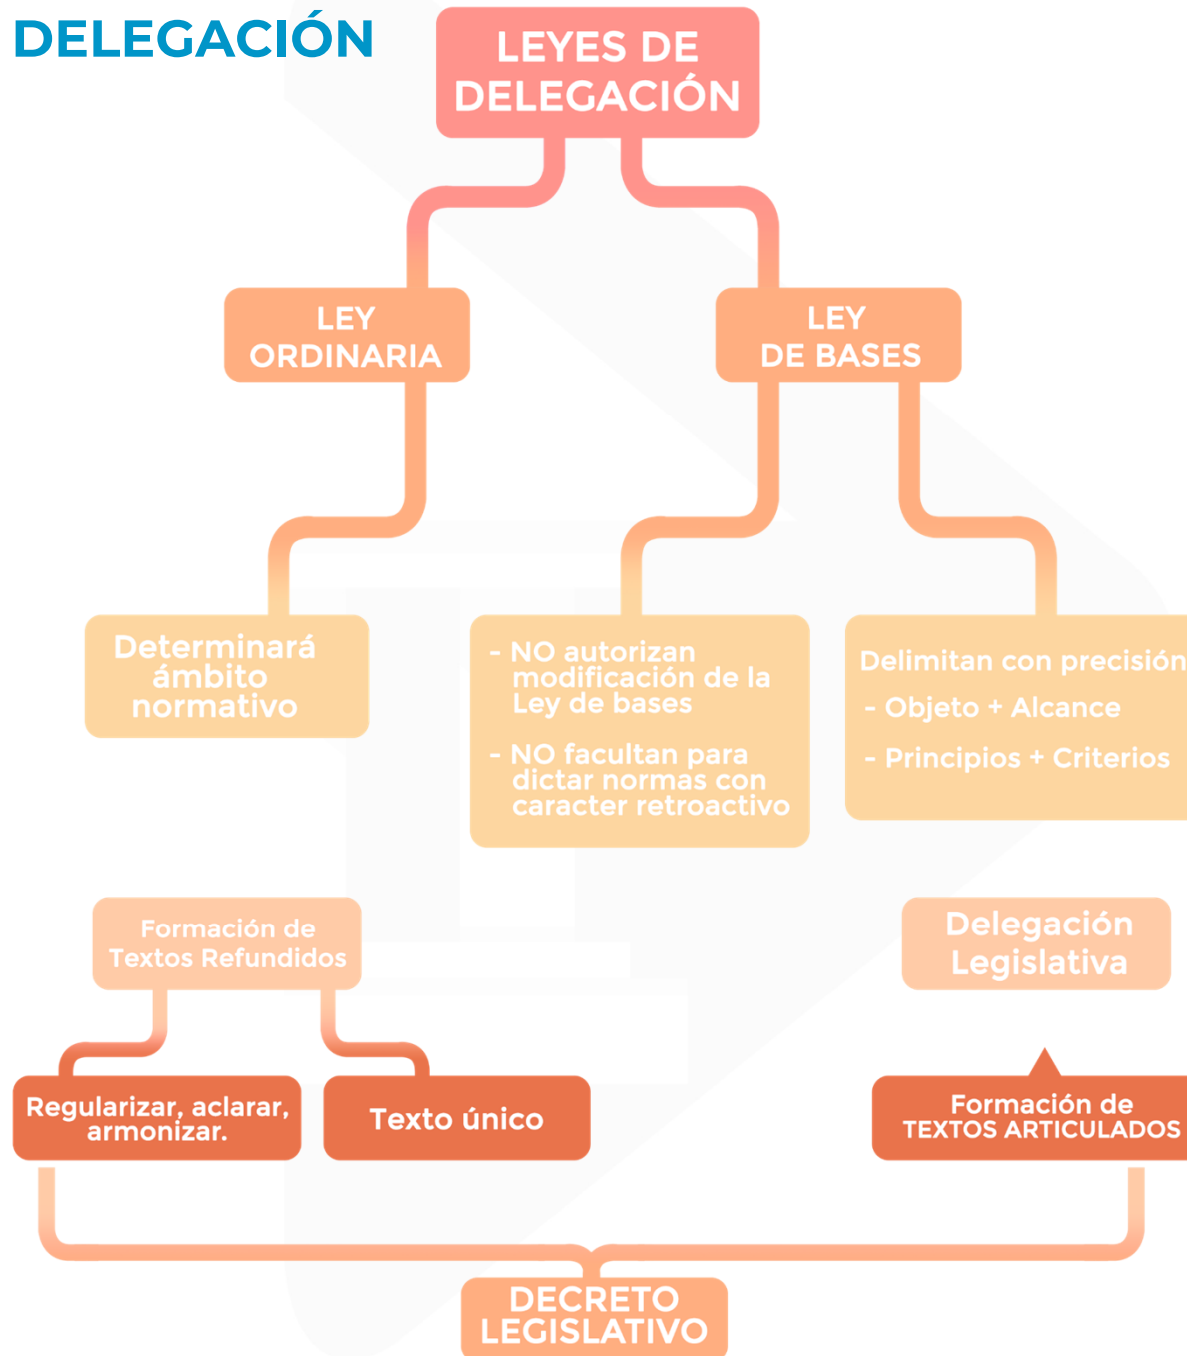 DELEGACIÓN
LEYES DE
DELEGACIÓN
LEY
ORDINARIA
LEY
DE BASES
Determinará
ámbito
normativo
- NO autorizan
modificación de la
Ley de bases
- NO facultan para
dictar normas con
caracter retroactivo
Delimitan con precisión
- Objeto + Alcance
- Principios + Criterios
Formación de
Textos Refundidos
Delegación
Legislativa
Regularizar, aclarar,
armonizar.
Texto único
Formación de
TEXTOS ARTICULADOS
DECRETO
LEGISLATIVO